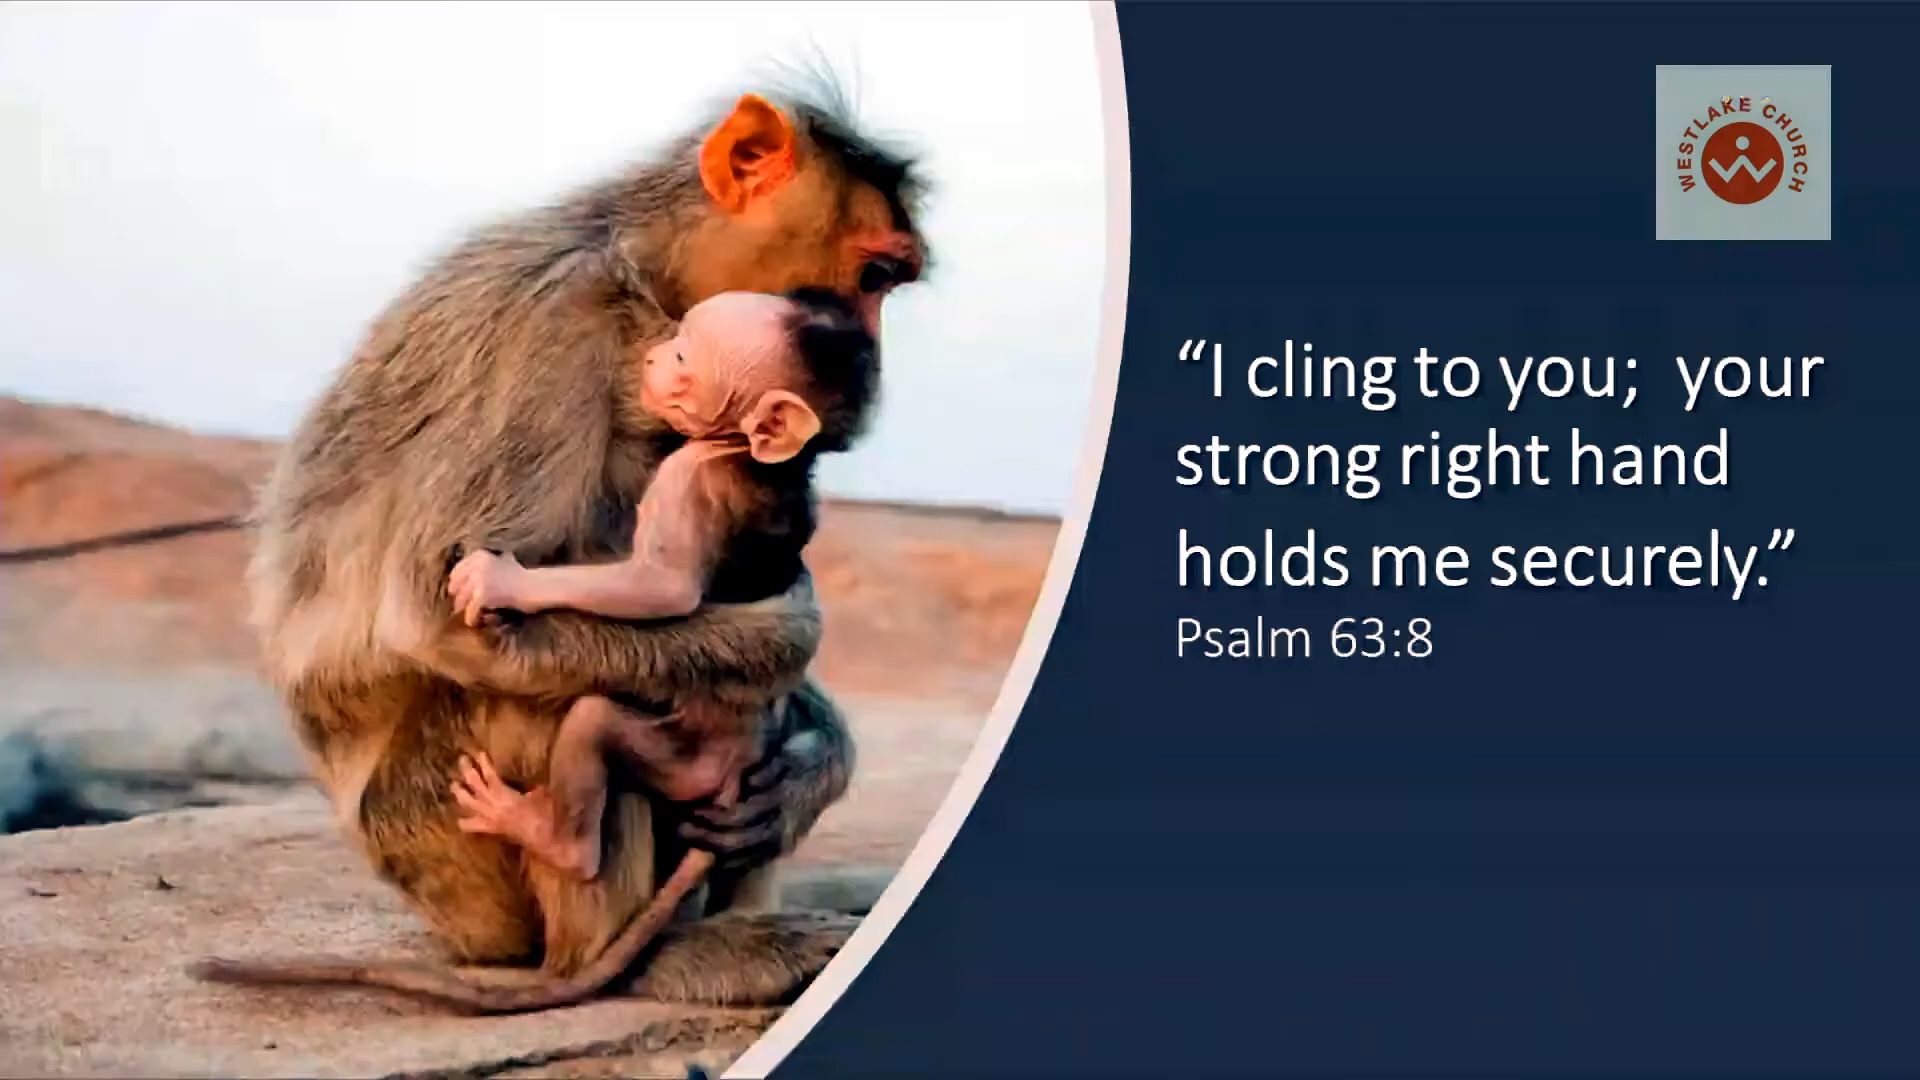 WESTLAKE CHURCH
“I cling to you;  your
strong right hand
holds me securely.”
Psalm 63:8